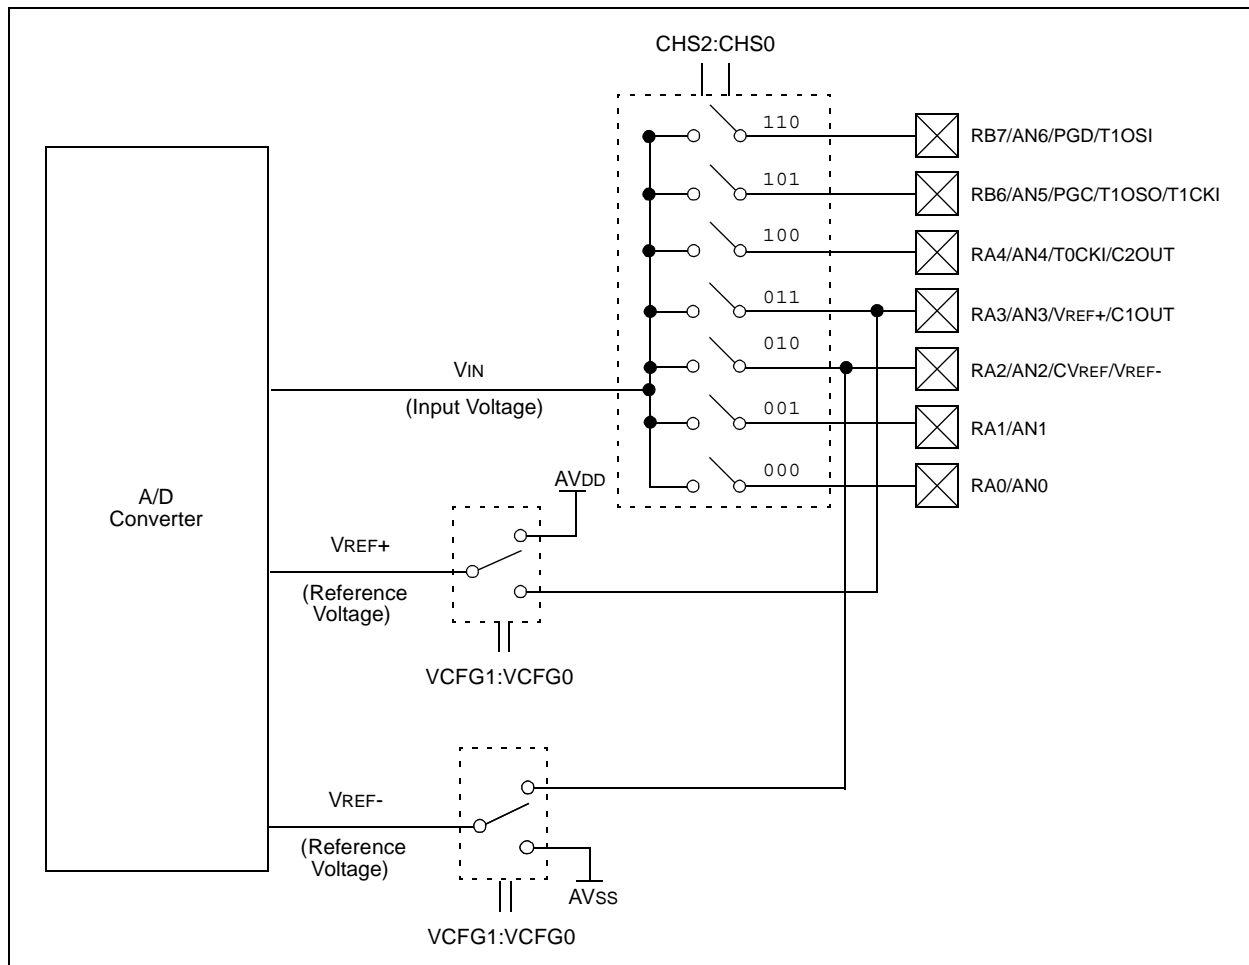 CHS2:CHS0
110
RB7/AN6/PGD/T1OSI
101
RB6/AN5/PGC/T1OSO/T1CKI
100
RA4/AN4/T0CKI/C2OUT
011
RA3/AN3/VREF+/C1OUT
010
RA2/AN2/CVREF/VREF-
VIN
(Input Voltage)
001
RA1/AN1
000
RA0/AN0
A/D
Converter
AVDD
VREF+
(Reference
Voltage)
VCFG1:VCFG0
VREF-
(Reference
Voltage)
AVSS
VCFG1:VCFG0